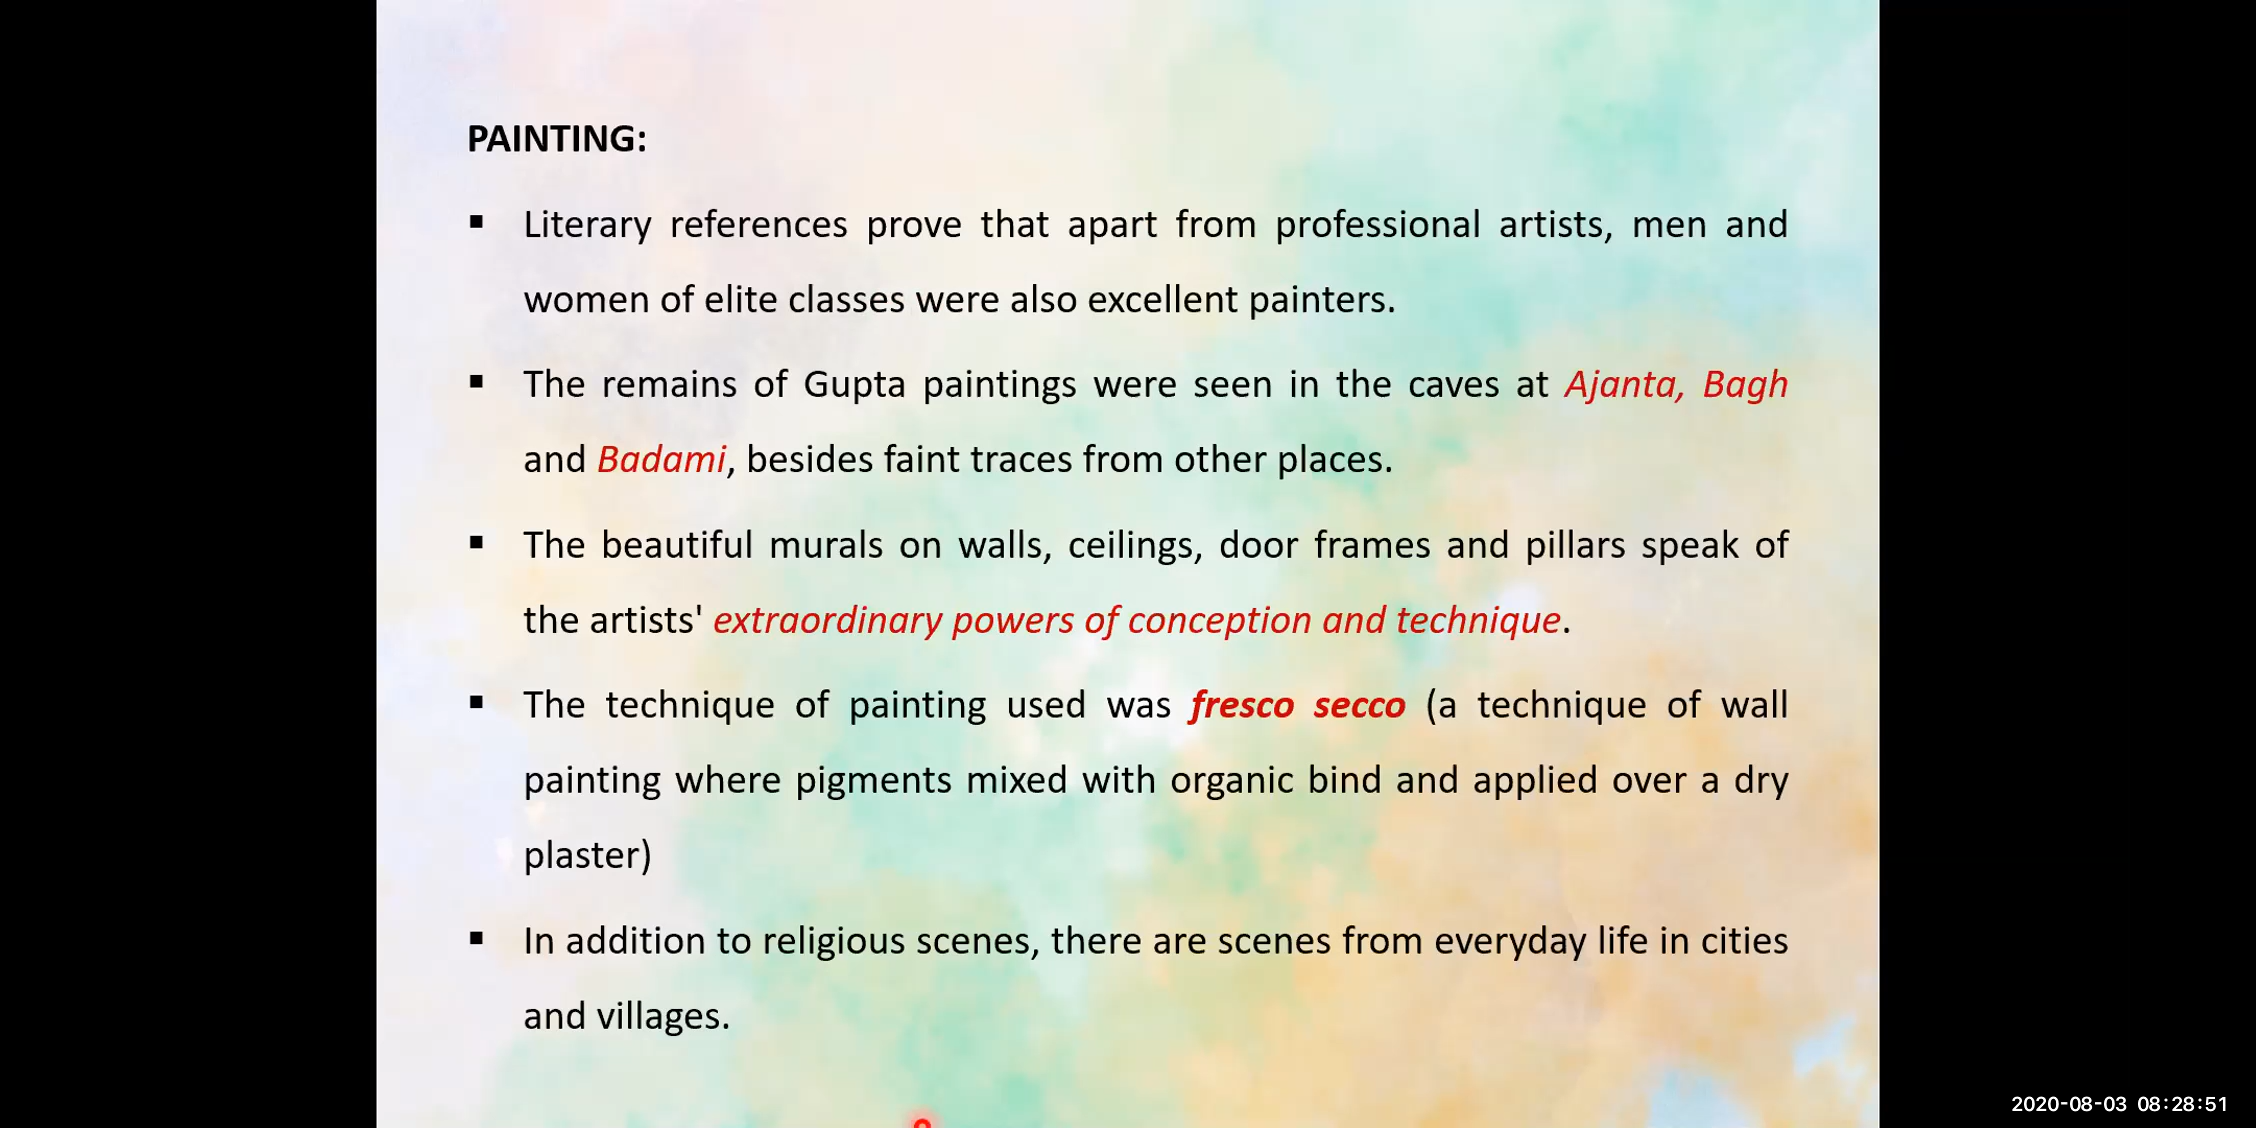 PAINTING:
▪ Literary references prove that apart from professional artists, men and
women of elite classes were also excellent painters.
▪ The remains of Gupta paintings were seen in the caves at Ajanta, Bagh
and Badami, besides faint traces from other places.
▪ The beautiful murals on walls, ceilings, door frames and pillars speak of
the artists' extraordinary powers of conception and technique.
▪ The technique of painting used was fresco secco (a technique of wall
painting where pigments mixed with organic bind and applied over a dry
plaster)
▪ In addition to religious scenes, there are scenes from everyday life in cities
and villages.
2020-08-03 08:28:51